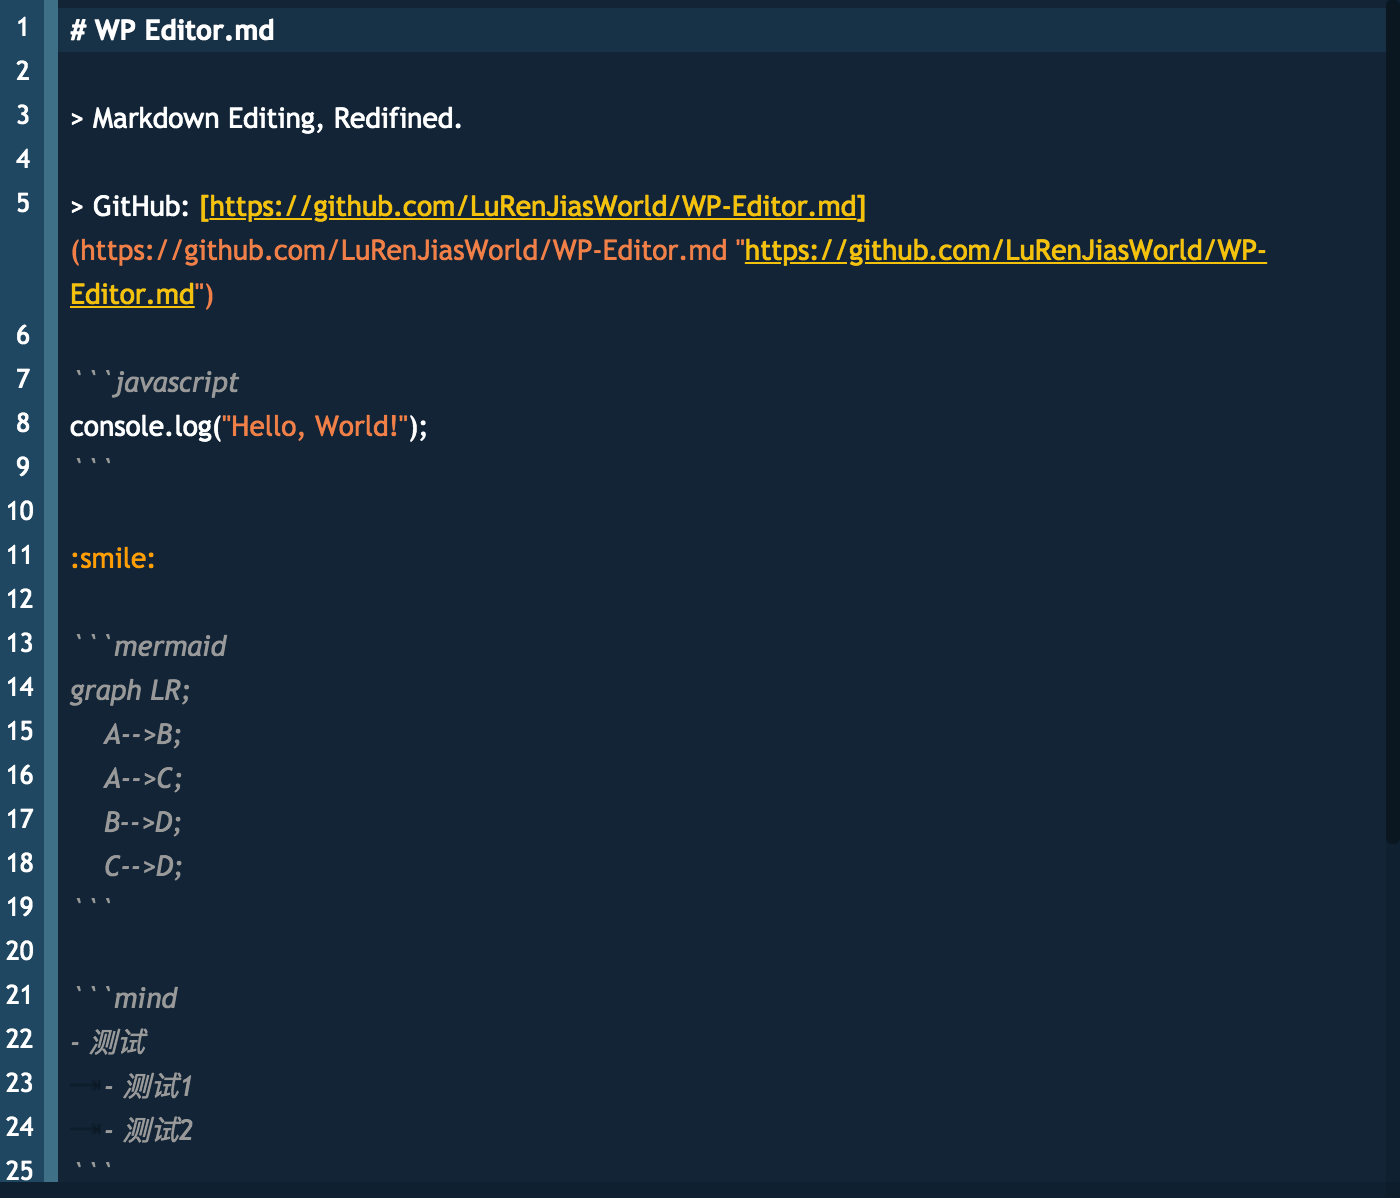 1 # WP Editor.md
2
3 > Markdown Editing, Redifined.
4
5 > GitHub: [https://github.com/LuRenJiasWorld/WP-Editor.md]
(https://github.com/LuRenJiasWorld/WP-Editor.md "https://github.com/LuRenJiasWorld/WP-
Editor.md")
6
7 ```javascript
8 console.log("Hello, World!");
9 ```
10
11 :smile:
12
13 ```mermaid
14 graph LR;
15     A-->B;
16     A-->C;
17     B-->D;
18     C-->D;
19 ```
20
21 ```mind
22 - 测试
23     - 测试1
24     - 测试2
25 ```